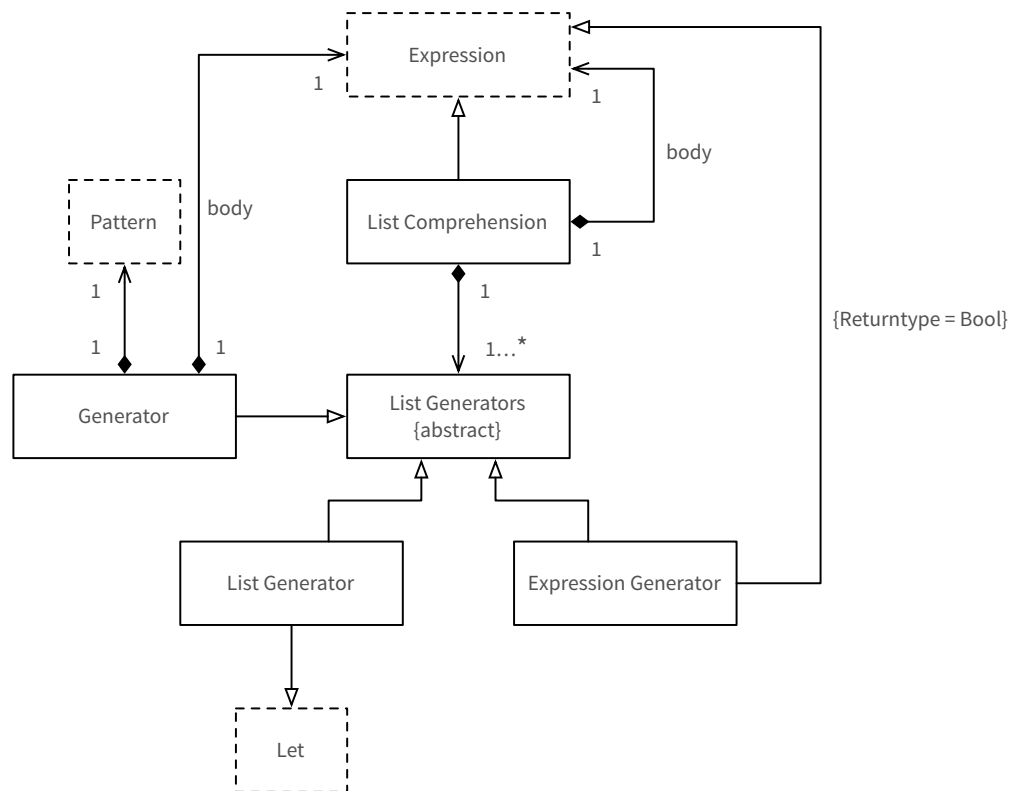 Expression
1
1
body
Pattern
body
List Comprehension
1
1
1
{Returntype = Bool}
1
1
1...*
Generator
List Generators
{abstract}
List Generator
Expression Generator
Let